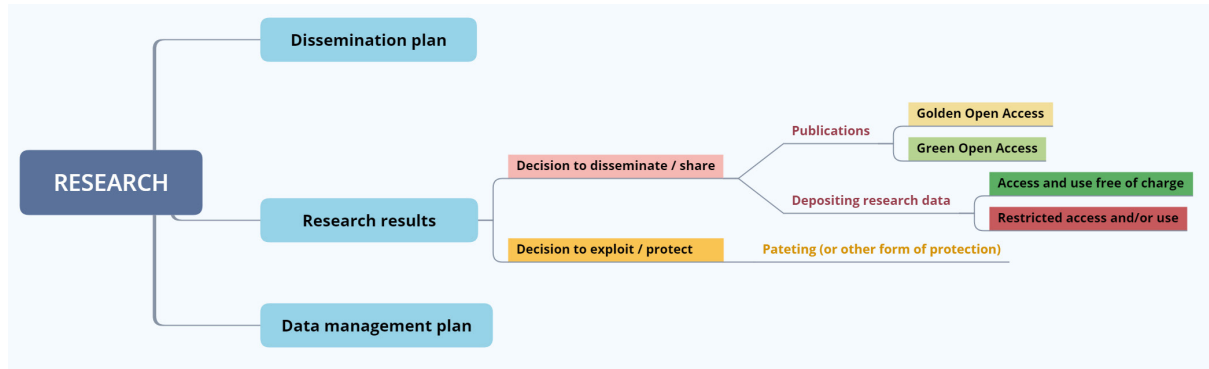 RESEARCH
Dissemination plan
Research results
Decision to disseminate / share
Publications
Golden Open Access
Green Open Access
Depositing research data
Access and use free of charge
Restricted access and/or use
Decision to exploit / protect
Pateting (or other form of protection)
Data management plan